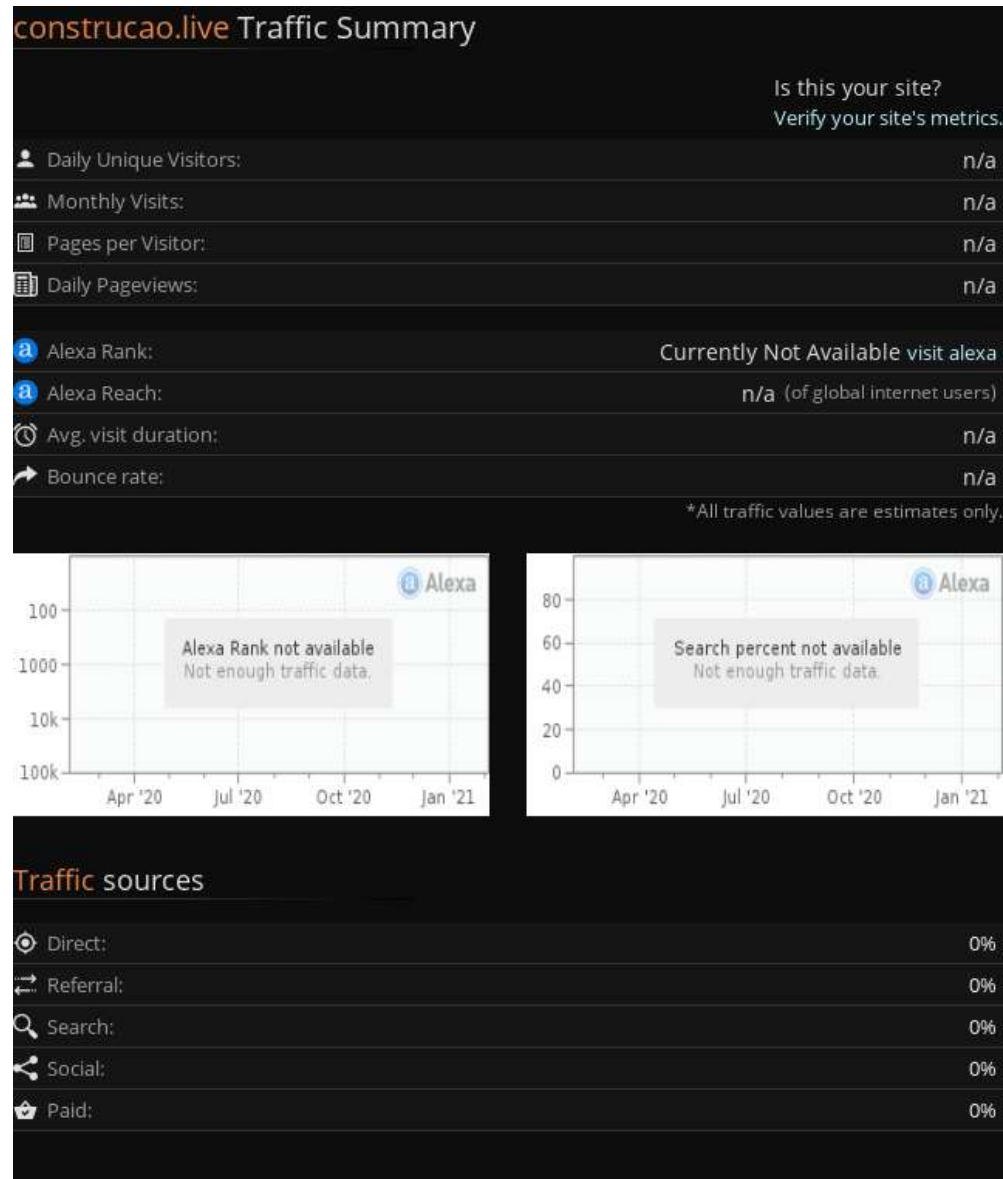 construcao.live Traffic Summary
Is this your site?
Verify your site's metrics.
Daily Unique Visitors: n/a
Monthly Visits: n/a
Pages per Visitor: n/a
Daily Pageviews: n/a
a Alexa Rank: Currently Not Available visit alexa
a Alexa Reach: n/a (of global internet users)
Avg. visit duration: n/a
Bounce rate: n/a
*All traffic values are estimates only.
a Alexa
100
1000
10k
100k
Alexa Rank not available
Not enough traffic data.
Apr '20 Jul '20 Oct '20 Jan '21
a Alexa
80
60
40
20
0
Search percent not available
Not enough traffic data.
Apr '20 Jul '20 Oct '20 Jan '21
Traffic sources
Direct: 0%
Referral: 0%
Search: 0%
Social: 0%
Paid: 0%